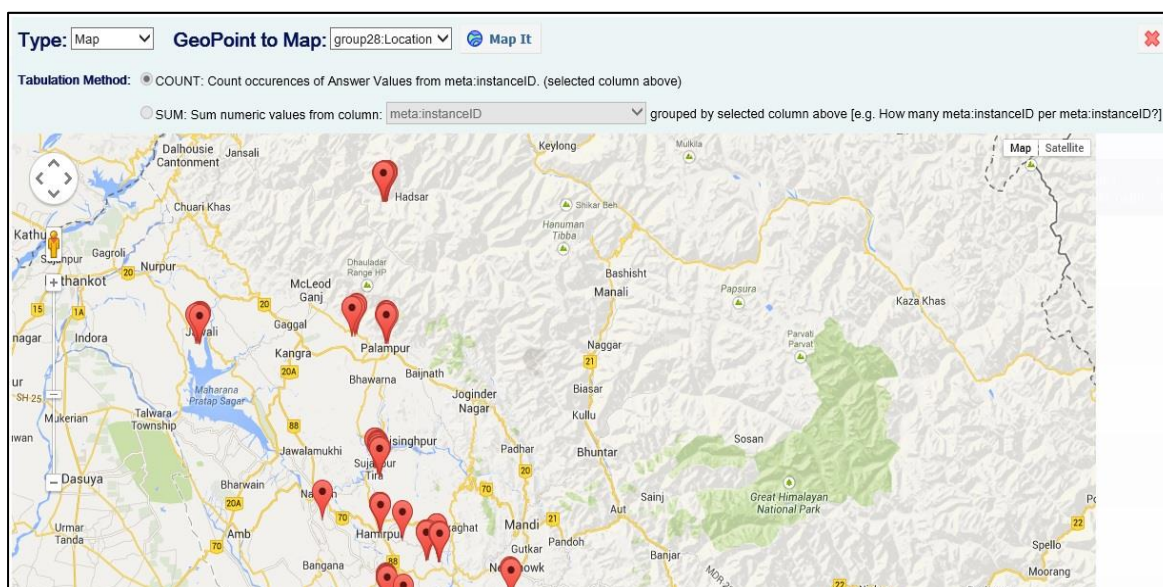 Type: Map GeoPoint to Map: group28:Location Map It
Tabulation Method: COUNT: Count occurences of Answer Values from meta:instanceID. (selected column above)
SUM: Sum numeric values from column: meta:instanceID grouped by selected column above [e.g. How many meta:instanceID per meta:instanceID?]
Map Satellite
Dalhousie
Cantonment
Jansali
Keylong
Mulkila
Hadsar
Chuari Khas
Shikar Beh
Hanuman
Tibba
Gagroli
20
Nurpur
Dhauladar
Range HP
McLeod
Ganj
Bashisht
Manali
Papsura
Kaza Khas
15
1A
20
nagar
Indora
Gaggal
Kangra
Palampur
Parvati
Parvat
Naggar
21
20A
Bhawarna
Baijnath
SH-25
Maharana
Pratap Sagar
Joginder
Nagar
Biasar
Mukerian
Talwara
Township
88
Kullu
Jawalamukhi
Padhar
Bhuntar
Sosan
Dasuya
Bharwain
20A
70
70
Sainj
Great Himalayan
National Park
Aut
Mandi
21
Pandoh
Gutkar
Urmar
Tanda
Amb
70
Hamirpur
Banjar
22
Spello
Moorang
Bangana
88
22